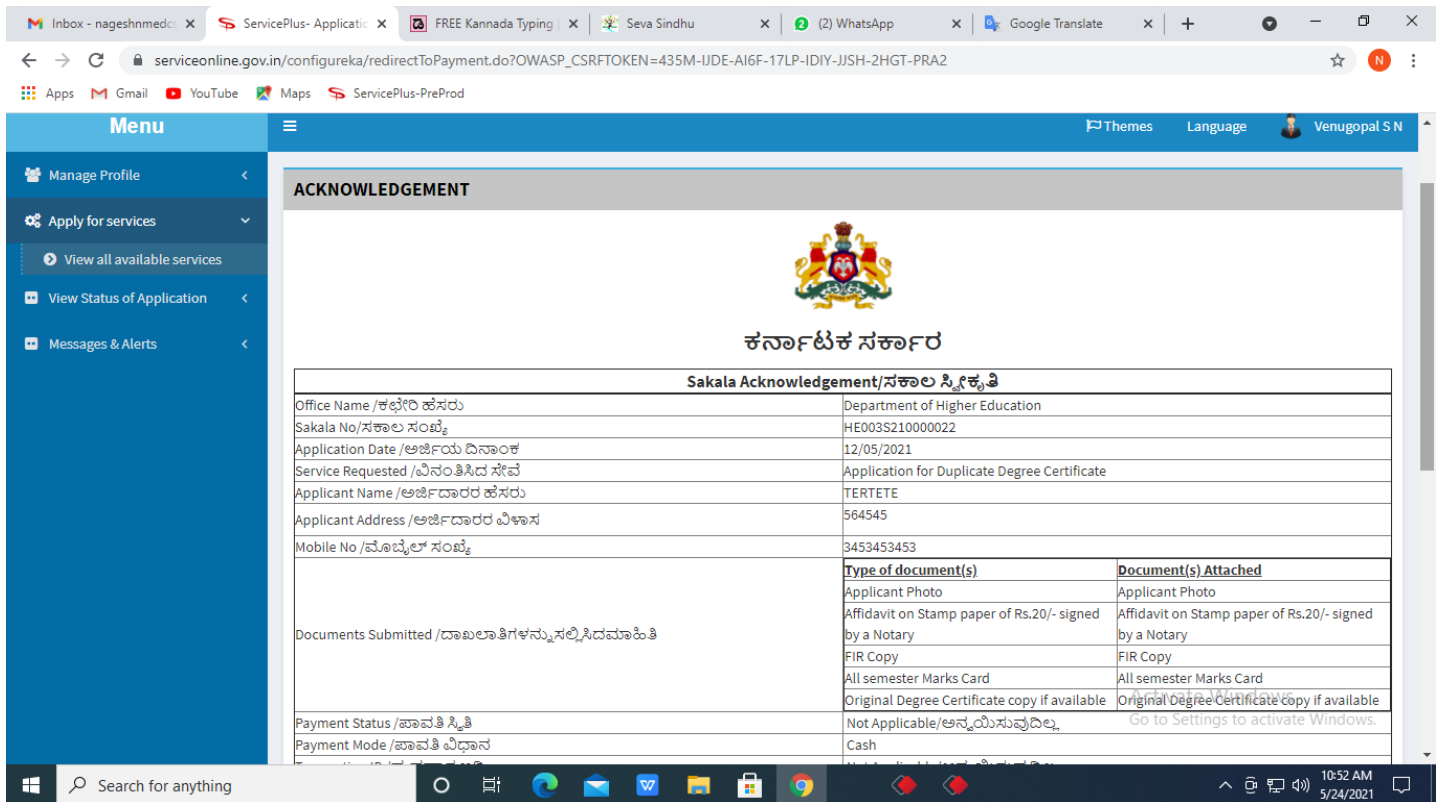 Inbox - nageshnmedcs
ServicePlus- Applicatic
FREE Kannada Typing
Seva Sindhu
(2) WhatsApp
Google Translate
serviceonline.gov.in/configureka/redirectToPayment.do?OWASP_CSRFTOKEN=435M-IJDE-AI6F-17LP-IDIY-JJSH-2HGT-PRA2
N
Apps Gmail YouTube Maps ServicePlus-PreProd
Menu
Themes Language Venugopal S N
Manage Profile
Apply for services
View all available services
View Status of Application
Messages & Alerts
ACKNOWLEDGEMENT
ಕರ್ನಾಟಕ ಸರ್ಕಾರ
Sakala Acknowledgement/ಸಕಾಲ ಸ್ವೀಕೃತಿ
Office Name /ಕಛೇರಿ ಹೆಸರು Department of Higher Education
Sakala No/ಸಕಾಲ ಸಂಖ್ಯೆ HE003S210000022
Application Date /ಅರ್ಜಿಯ ದಿನಾಂಕ 12/05/2021
Service Requested /ವಿನಂತಿಸಿದ ಸೇವೆ Application for Duplicate Degree Certificate
Applicant Name /ಅರ್ಜಿದಾರರ ಹೆಸರು TERTETE
Applicant Address /ಅರ್ಜಿದಾರರ ವಿಳಾಸ 564545
Mobile No /ಮೊಬೈಲ್ ಸಂಖ್ಯೆ 3453453453
Documents Submitted /ದಾಖಲಾತಿಗಳನ್ನು ಸಲ್ಲಿಸಿದಮಾಹಿತಿ
Type of document(s) Document(s) Attached
Applicant Photo Applicant Photo
Affidavit on Stamp paper of Rs.20/- signed Affidavit on Stamp paper of Rs.20/- signed
by a Notary by a Notary
FIR Copy FIR Copy
All semester Marks Card All semester Marks Card
Original Degree Certificate copy if available Original Degree Certificate copy if available
Payment Status /ಪಾವತಿ ಸ್ಥಿತಿ Not Applicable/ಅನ್ವಯಿಸುವುದಿಲ್ಲ
Payment Mode /ಪಾವತಿ ವಿಧಾನ Cash
Activate Windows
Go to Settings to activate Windows.
Search for anything
10:52 AM
5/24/2021